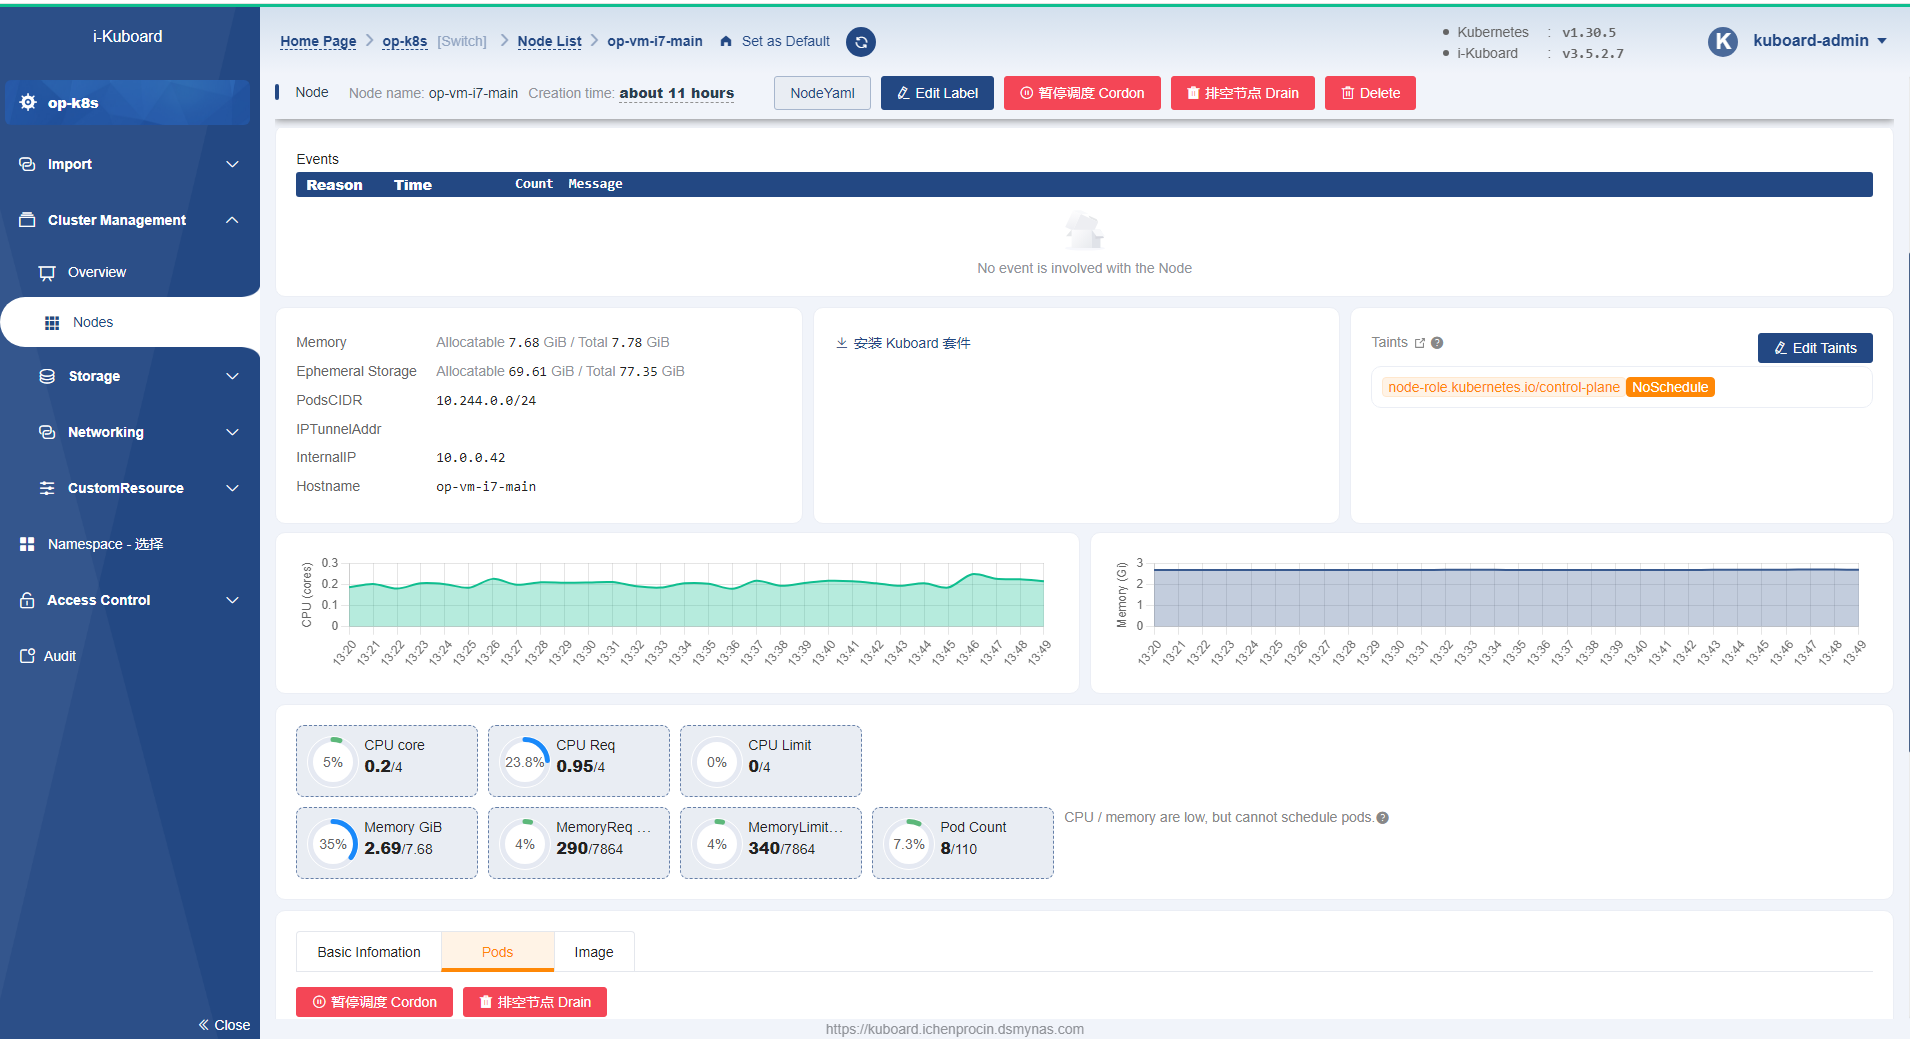 i-Kuboard
op-k8s
Import
Cluster Management
Overview
Nodes
Storage
Networking
CustomResource
Namespace - 选择
Access Control
Audit
Close
Home Page op-k8s [Switch] Node List op-vm-i7-main Set as Default
Kubernetes : v1.30.5
i-Kuboard : v3.5.2.7
K kuboard-admin
Node Node name: op-vm-i7-main Creation time: about 11 hours NodeYaml Edit Label 暂停调度 Cordon 排空节点 Drain Delete
Events
Reason Time Count Message
No event is involved with the Node
Memory Allocatable 7.68 GiB / Total 7.78 GiB
Ephemeral Storage Allocatable 69.61 GiB / Total 77.35 GiB
PodsCIDR 10.244.0.0/24
IPTunnelAddr
InternalIP 10.0.0.42
Hostname op-vm-i7-main
安装 Kuboard 套件
Taints Edit Taints
node-role.kubernetes.io/control-plane NoSchedule
CPU (cores)
0.3
0.2
0.1
0
13:20 13:21 13:22 13:23 13:24 13:25 13:26 13:27 13:28 13:29 13:30 13:31 13:32 13:33 13:34 13:35 13:36 13:37 13:38 13:39 13:40 13:41 13:42 13:43 13:44 13:45 13:46 13:47 13:48 13:49
Memory (Gi)
3
2
1
0
13:20 13:21 13:22 13:23 13:24 13:25 13:26 13:27 13:28 13:29 13:30 13:31 13:32 13:33 13:34 13:35 13:36 13:37 13:38 13:39 13:40 13:41 13:42 13:43 13:44 13:45 13:46 13:47 13:48 13:49
5% CPU core 0.2/4
23.8% CPU Req 0.95/4
0% CPU Limit 0/4
35% Memory GiB 2.69/7.68
4% MemoryReq ... 290/7864
4% MemoryLimit... 340/7864
7.3% Pod Count 8/110
CPU / memory are low, but cannot schedule pods.
Basic Infomation Pods Image
暂停调度 Cordon 排空节点 Drain
https://kuboard.ichenprocin.dsmynas.com